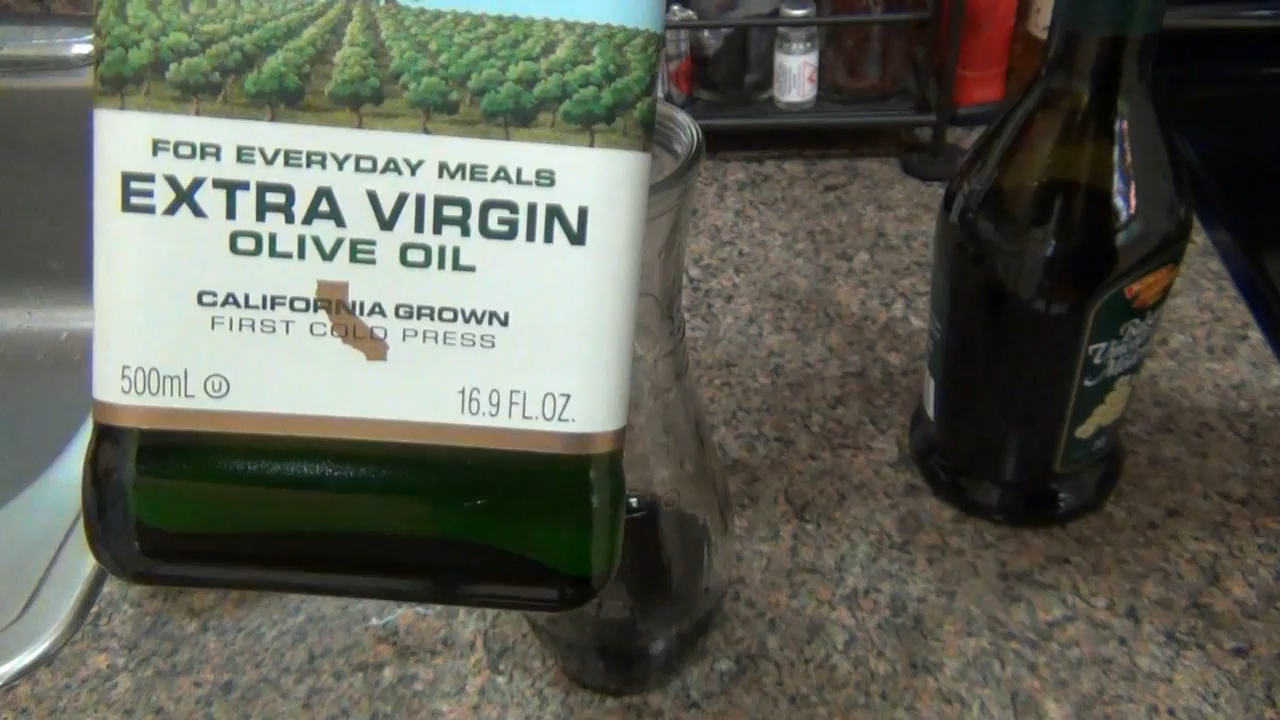 FOR EVERYDAY MEALS
EXTRA VIRGIN
OLIVE OIL
CALIFORNIA GROWN
FIRST COLD PRESS
500mL U
16.9 FL.OZ.